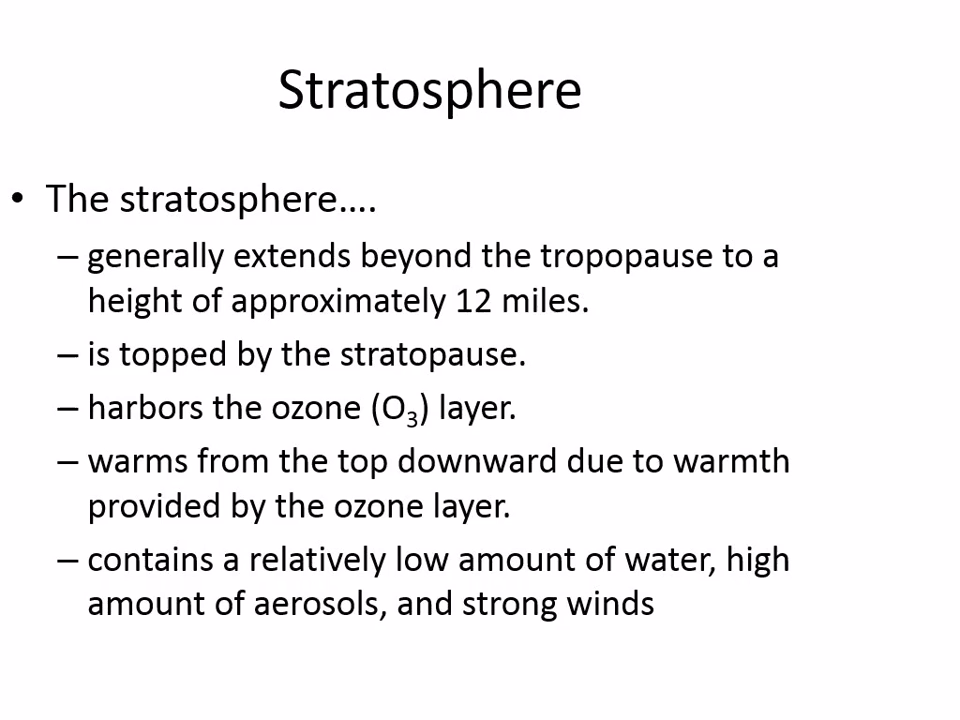 Stratosphere
• The stratosphere….
– generally extends beyond the tropopause to a
height of approximately 12 miles.
– is topped by the stratopause.
– harbors the ozone (O₃) layer.
– warms from the top downward due to warmth
provided by the ozone layer.
– contains a relatively low amount of water, high
amount of aerosols, and strong winds